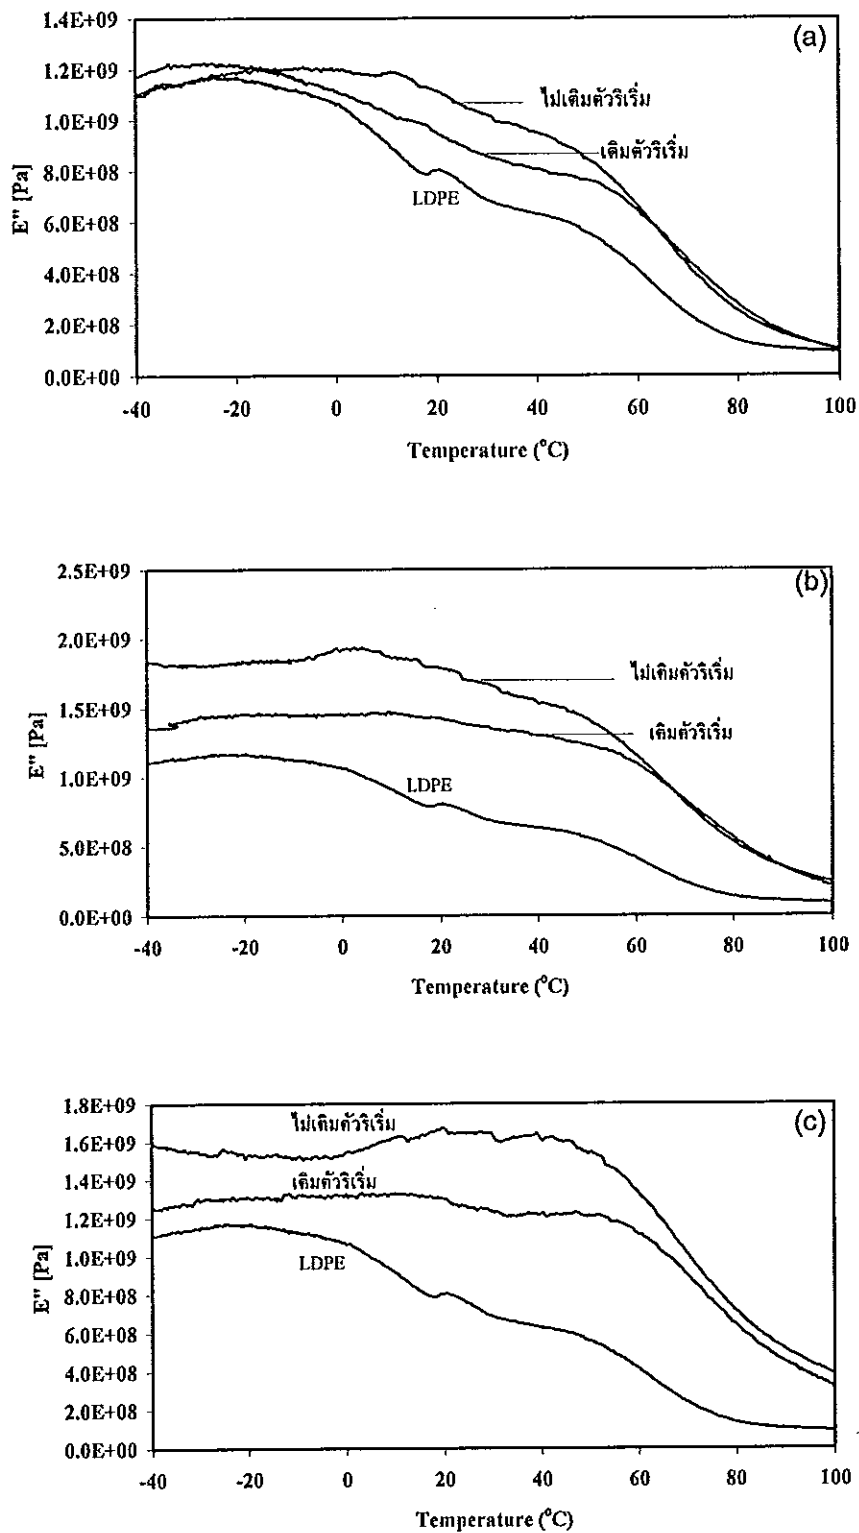 (a)
1.4E+09
1.2E+09
1.0E+09
8.0E+08
6.0E+08
4.0E+08
2.0E+08
0.0E+00
E" [Pa]
ไม่เติมตัวริเริ่ม
เติมตัวริเริ่ม
LDPE
-40 -20 0 20 40 60 80 100
Temperature (°C)
(b)
2.5E+09
2.0E+09
1.5E+09
1.0E+09
5.0E+08
0.0E+00
E" [Pa]
ไม่เติมตัวริเริ่ม
เติมตัวริเริ่ม
LDPE
-40 -20 0 20 40 60 80 100
Temperature (°C)
(c)
1.8E+09
1.6E+09
1.4E+09
1.2E+09
1.0E+09
8.0E+08
6.0E+08
4.0E+08
2.0E+08
0.0E+00
E" [Pa]
ไม่เติมตัวริเริ่ม
เติมตัวริเริ่ม
LDPE
-40 -20 0 20 40 60 80 100
Temperature (°C)